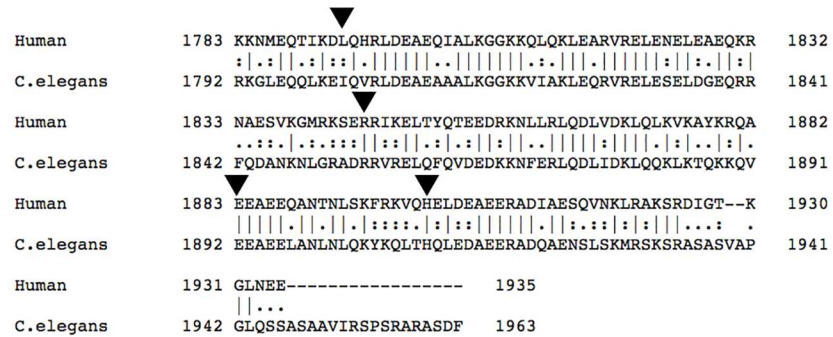 Human 1783 KKNMEQTIKDLQHRLDEAEQIALKGGKKQLQKLEARVRELENELEAEQKR 1832
:|.||.:::.:||||||..|||||||.:.|||.||||||.||:.||:|
C.elegans 1792 RKGLEQQLKEIQVRLDEAEAAALKGGKKVIAKLEQRVRELESELDGEQRR 1841
Human 1833 NAESVKGMRKSERRIKELTYQTEEDRKNLLRLQDLVDKLQLKVKAYKRQA 1882
C.elegans 1842 FQDANKNLGRADRRVRELQFQVDEDKKNFERLQDLIDKLQQKLKTQKKQV 1891
Human 1883 EEAEEQANTNLSKFRKVQHELDEAEERADIAESQVNKLRAKSRDIGT--K 1930
C.elegans 1892 EEAEELANLNLQKYKQLTHQLEDAEERADQAENSLSKMRSKSRASASVAP 1941
Human 1931 GLNEE----------------- 1935
||...
C.elegans 1942 GLQSSASAAVIRSPSRARASDF 1963